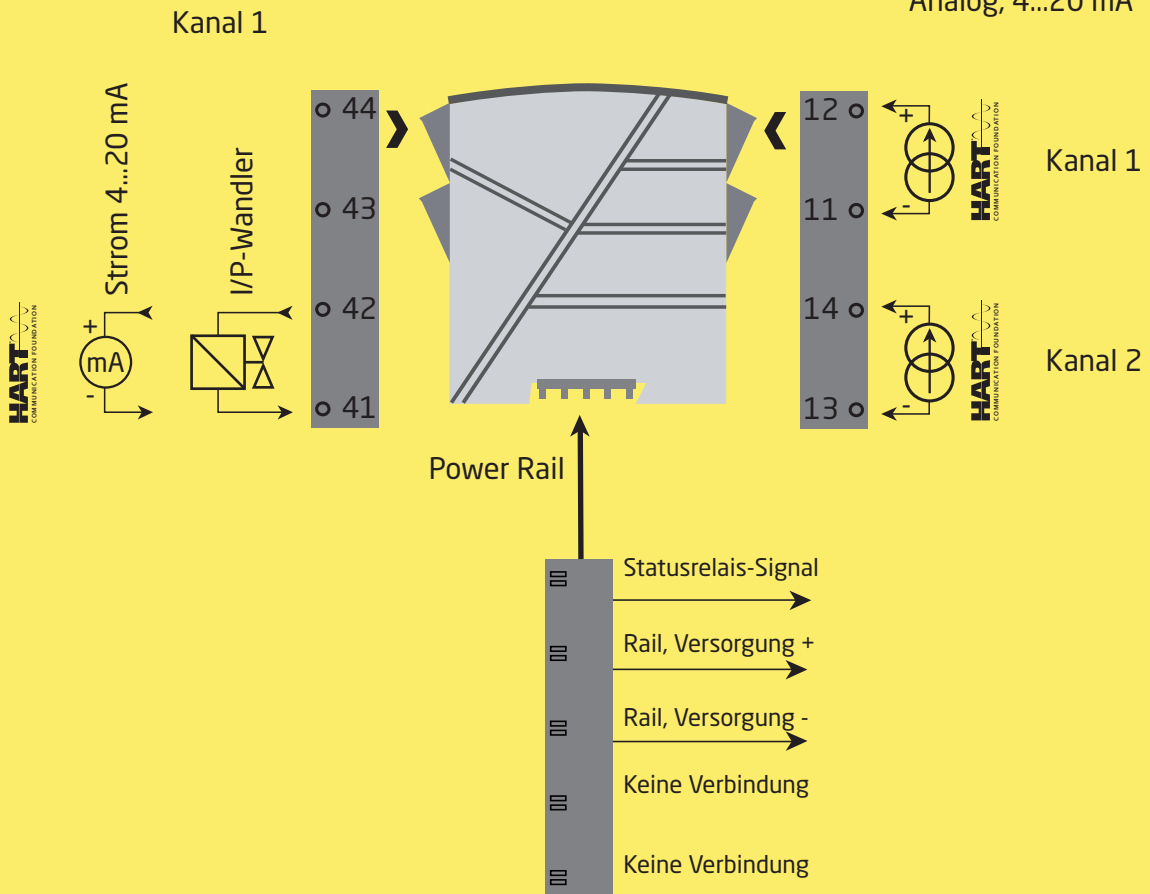 Analog, 4...20 mA
Kanal 1
Strrom 4...20 mA
I/P-Wandler
44
43
42
41
+
mA
-
HART
COMMUNICATION FOUNDATION
12
11
14
13
+
-
HART
COMMUNICATION FOUNDATION
Kanal 1
+
-
HART
COMMUNICATION FOUNDATION
Kanal 2
Power Rail
Statusrelais-Signal
Rail, Versorgung +
Rail, Versorgung -
Keine Verbindung
Keine Verbindung